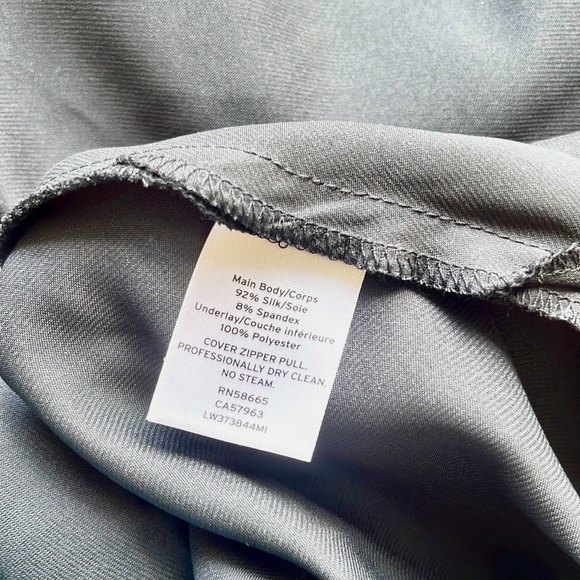 Main Body/Corps
92% Silk/Soie
8% Spandex
Underlay/Couche inférieure
100% Polyester
COVER ZIPPER PULL.
PROFESSIONALLY DRY CLEAN,
NO STEAM.
RN58665
CA57963
LW373844MI